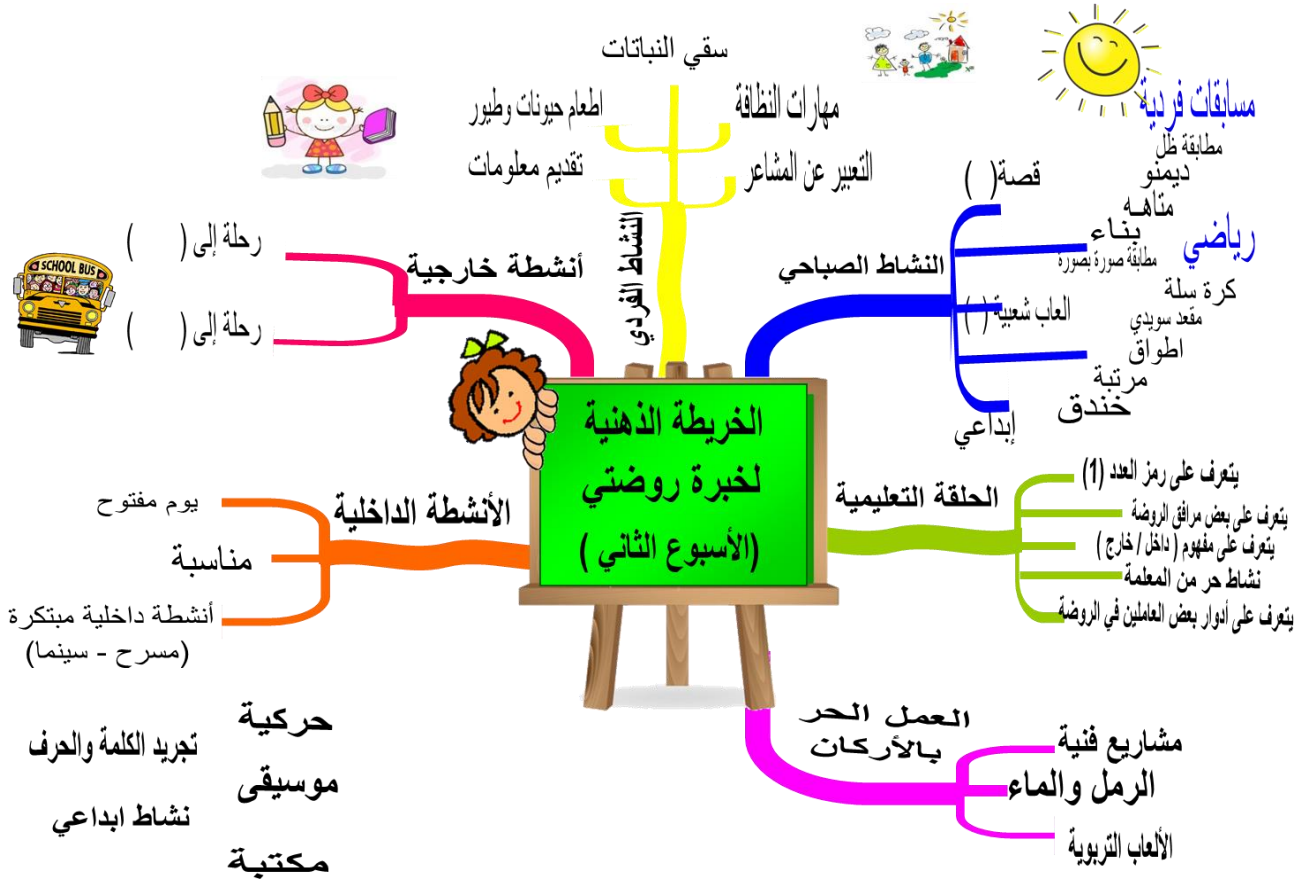 الخريطة الذهنية
لخبرة روضتي
(الأسبوع الثاني )
النشاط الصباحي
قصة( )
مسابقات فردية
مطابقة ظل
ديمنو
متاهـه
بناء
مطابقة صورة بصورة
العاب شعبية ( )
رياضي
كرة سلة
مقعد سويدي
اطواق
مرتبة
خندق
إبداعي
الحلقة التعليمية
يتعرف على رمز العدد (1)
يتعرف على بعض مرافق الروضة
يتعرف على مفهوم ( داخل / خارج )
نشاط حر من المعلمة
يتعرف على أدوار بعض العاملين في الروضة
العمل الحر
بالأركان
مشاريع فنية
الرمل والماء
الألعاب التربوية
النشاط الفردي
سقي النباتات
مهارات النظافة
اطعام حيونات وطيور
التعبير عن المشاعر
تقديم معلومات
أنشطة خارجية
رحلة إلى ( )
رحلة إلى ( )
SCHOOL BUS
الأنشطة الداخلية
يوم مفتوح
مناسبة
أنشطة داخلية مبتكرة
(مسرح - سينما)
حركية
تجريد الكلمة والحرف
موسيقى
نشاط ابداعي
مكتبة